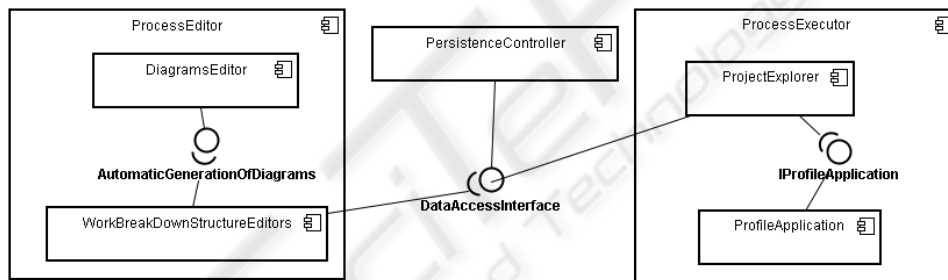 ProcessEditor
PersistenceController
ProcessExecutor
DiagramsEditor
ProjectExplorer
AutomaticGenerationOfDiagrams
IProfileApplication
DataAccessInterface
WorkBreakDownStructureEditors
ProfileApplication